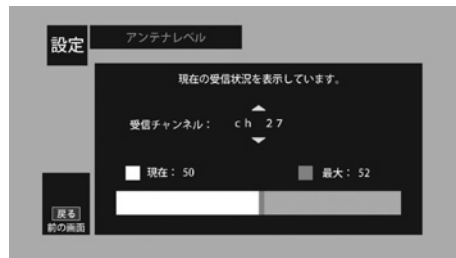 設定
アンテナレベル
現在の受信状況を表示しています。
受信チャンネル： ch 27
現在： 50
最大： 52
戻る
前の画面